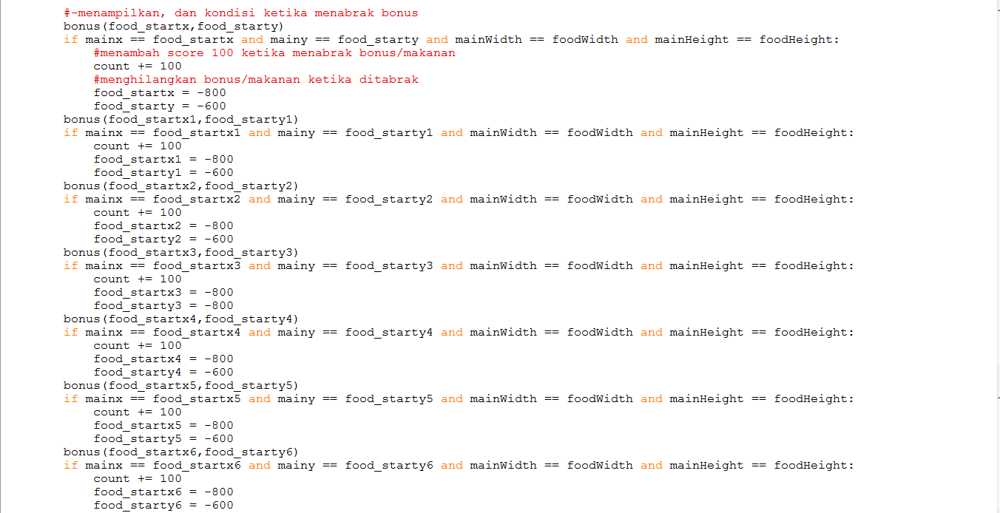 #-menampilkan, dan kondisi ketika menabrak bonus
bonus(food_startx,food_starty)
if mainx == food_startx and mainy == food_starty and mainWidth == foodWidth and mainHeight == foodHeight:
    #menambah score 100 ketika menabrak bonus/makanan
    count += 100
    #menghilangkan bonus/makanan ketika ditabrak
    food_startx = -800
    food_starty = -600
bonus(food_startx1,food_starty1)
if mainx == food_startx1 and mainy == food_starty1 and mainWidth == foodWidth and mainHeight == foodHeight:
    count += 100
    food_startx1 = -800
    food_starty1 = -600
bonus(food_startx2,food_starty2)
if mainx == food_startx2 and mainy == food_starty2 and mainWidth == foodWidth and mainHeight == foodHeight:
    count += 100
    food_startx2 = -800
    food_starty2 = -600
bonus(food_startx3,food_starty3)
if mainx == food_startx3 and mainy == food_starty3 and mainWidth == foodWidth and mainHeight == foodHeight:
    count += 100
    food_startx3 = -800
    food_starty3 = -800
bonus(food_startx4,food_starty4)
if mainx == food_startx4 and mainy == food_starty4 and mainWidth == foodWidth and mainHeight == foodHeight:
    count += 100
    food_startx4 = -800
    food_starty4 = -600
bonus(food_startx5,food_starty5)
if mainx == food_startx5 and mainy == food_starty5 and mainWidth == foodWidth and mainHeight == foodHeight:
    count += 100
    food_startx5 = -800
    food_starty5 = -600
bonus(food_startx6,food_starty6)
if mainx == food_startx6 and mainy == food_starty6 and mainWidth == foodWidth and mainHeight == foodHeight:
    count += 100
    food_startx6 = -800
    food_starty6 = -600